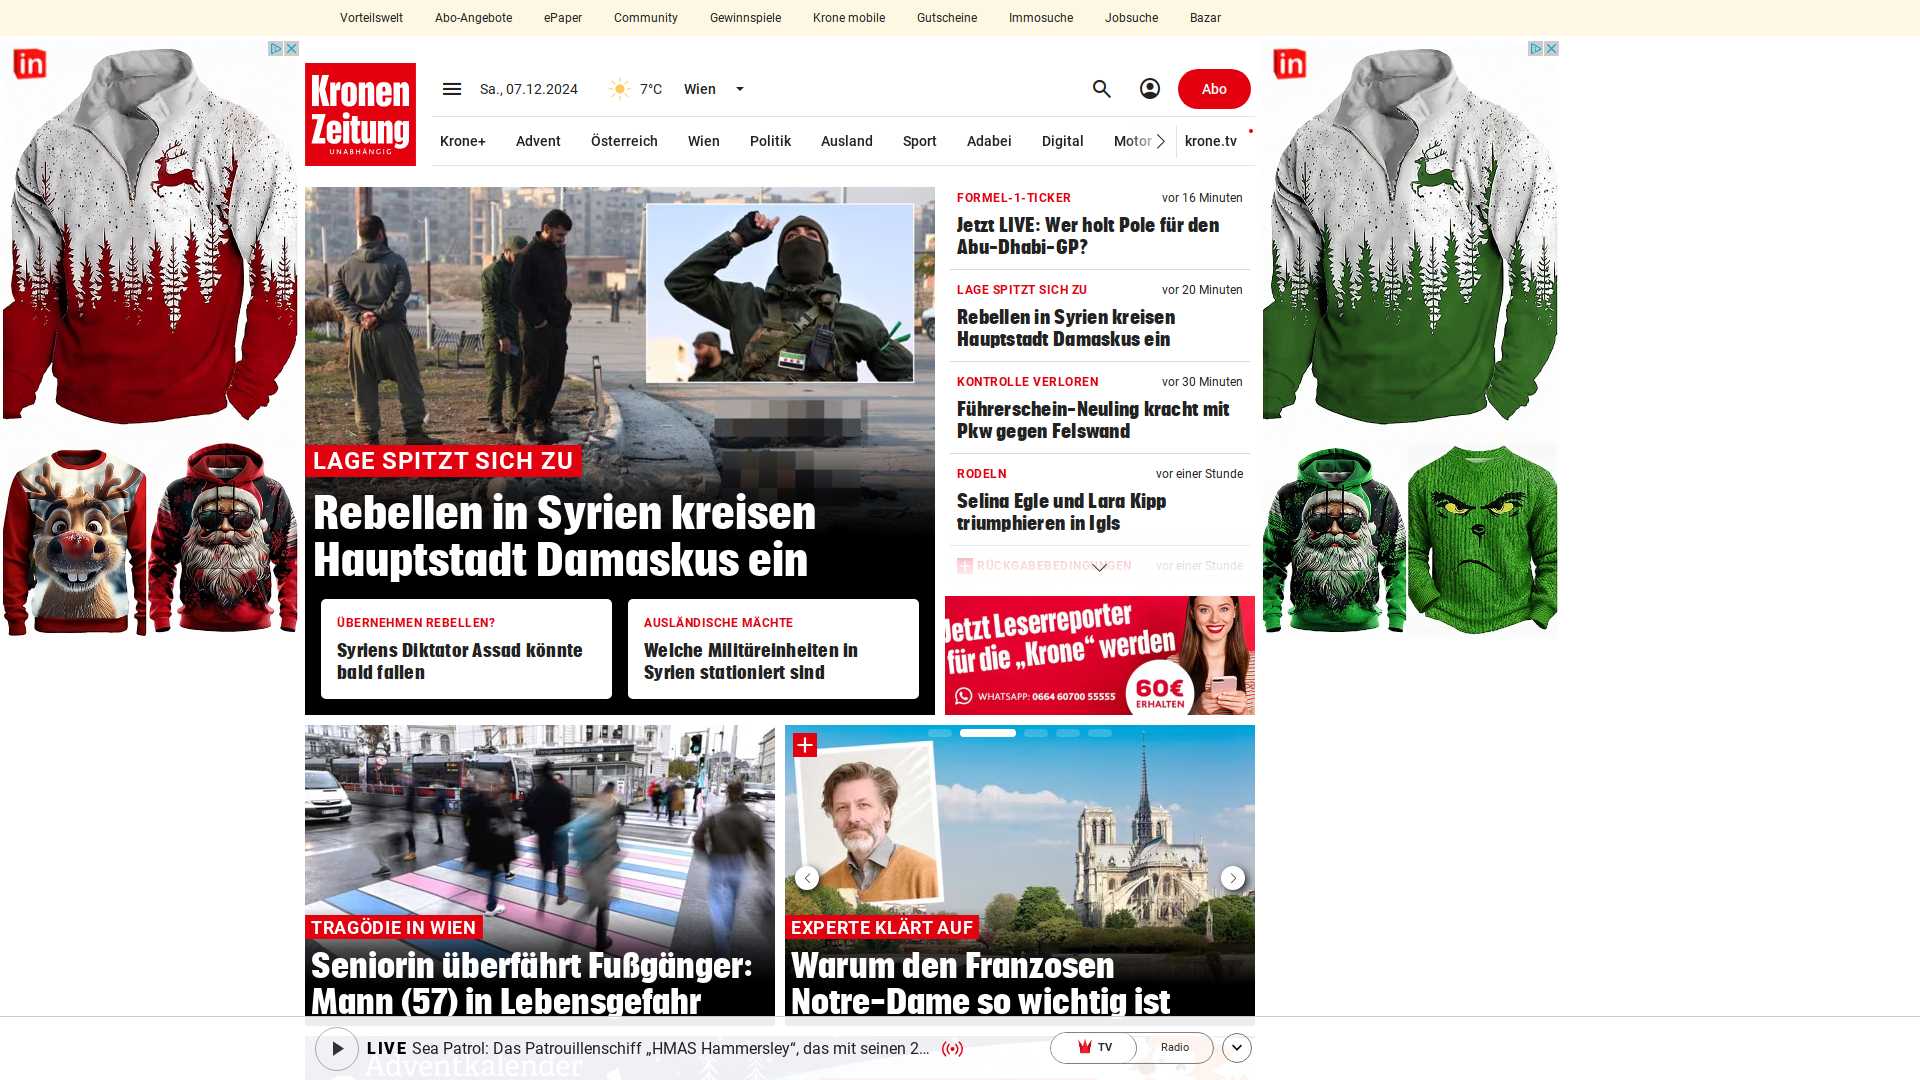 Vorteilswelt
Abo-Angebote
ePaper
Community
Gewinnspiele
Krone mobile
Gutscheine
Immosuche
Jobsuche
Bazar
in
in
Kronen
Zeitung
UNABHÄNGIG
Sa., 07.12.2024
7°C
Wien
Abo
Krone+
Advent
Österreich
Wien
Politik
Ausland
Sport
Adabei
Digital
Motor
krone.tv
LAGE SPITZT SICH ZU
Rebellen in Syrien kreisen
Hauptstadt Damaskus ein
ÜBERNEHMEN REBELLEN?
Syriens Diktator Assad könnte
bald fallen
AUSLÄNDISCHE MÄCHTE
Welche Militäreinheiten in
Syrien stationiert sind
FORMEL-1-TICKER
vor 16 Minuten
Jetzt LIVE: Wer holt Pole für den
Abu-Dhabi-GP?
LAGE SPITZT SICH ZU
vor 20 Minuten
Rebellen in Syrien kreisen
Hauptstadt Damaskus ein
KONTROLLE VERLOREN
vor 30 Minuten
Führerschein-Neuling kracht mit
Pkw gegen Felswand
RODELN
vor einer Stunde
Selina Egle und Lara Kipp
triumphieren in Igls
RÜCKGABEBEDINGUNGEN
vor einer Stunde
Jetzt Leserreporter
für die „Krone“ werden
WHATSAPP: 0664 60700 55555
60€
ERHALTEN
TRAGÖDIE IN WIEN
Seniorin überfährt Fußgänger:
Mann (57) in Lebensgefahr
EXPERTE KLÄRT AUF
Warum den Franzosen
Notre-Dame so wichtig ist
LIVE Sea Patrol: Das Patrouillenschiff „HMAS Hammersley“, das mit seinen 2...
TV
Radio
Adventkalender